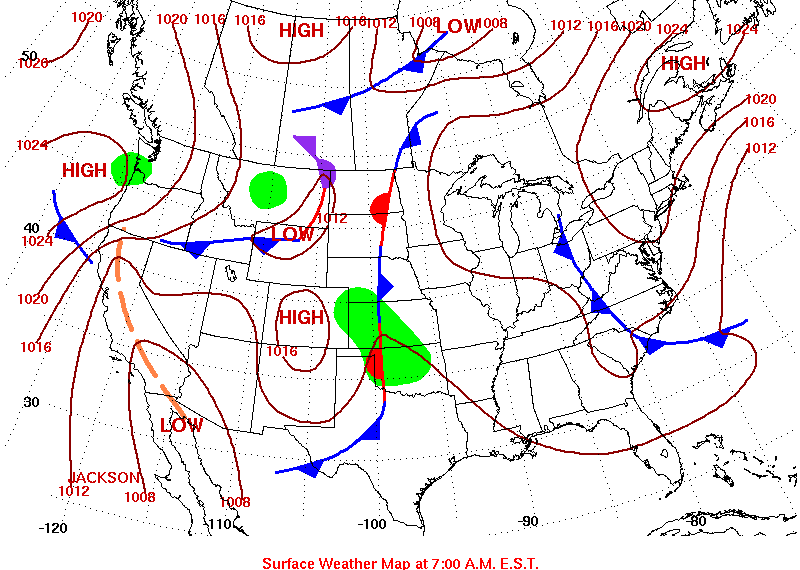 1020 1020 1016 1016 HIGH 1016 1012 1008 LOW 1008 1012 1016 1020 1024 1024
50 1020 HIGH
1020
1016
1024 1012
HIGH
1012
40 LOW
1024
1020
HIGH
1016 1016
30
LOW
JACKSON
1012 1008 1008
-120 -110 -100 -90 -80
Surface Weather Map at 7:00 A.M. E.S.T.